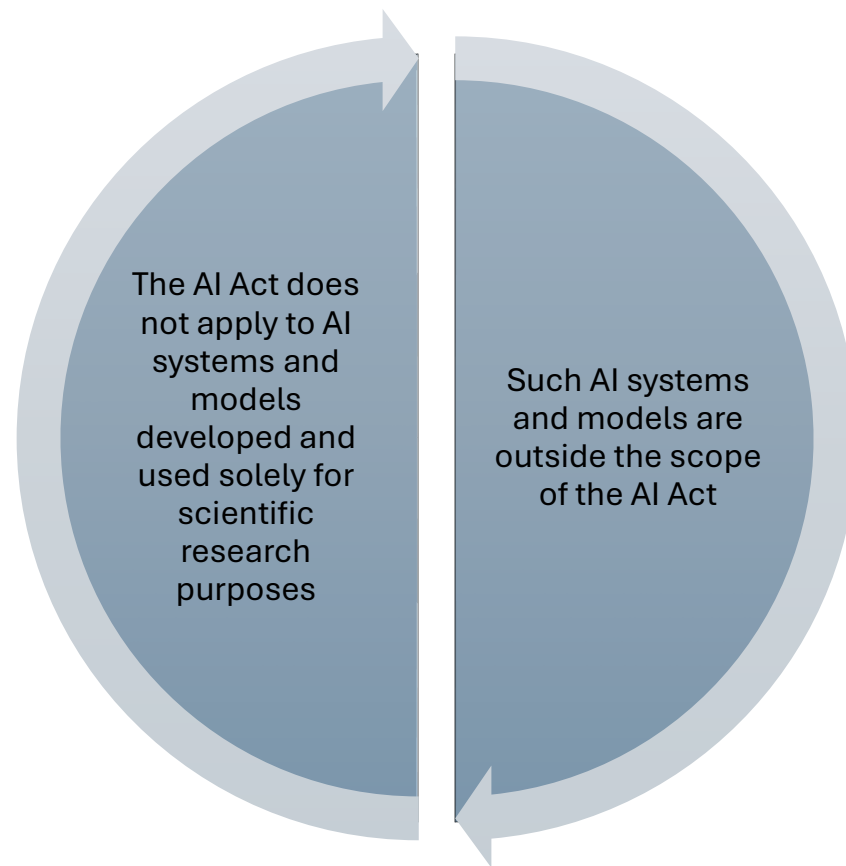 The AI Act does
not apply to AI
systems and
models
developed and
used solely for
scientific
research
purposes
Such AI systems
and models are
outside the scope
of the AI Act